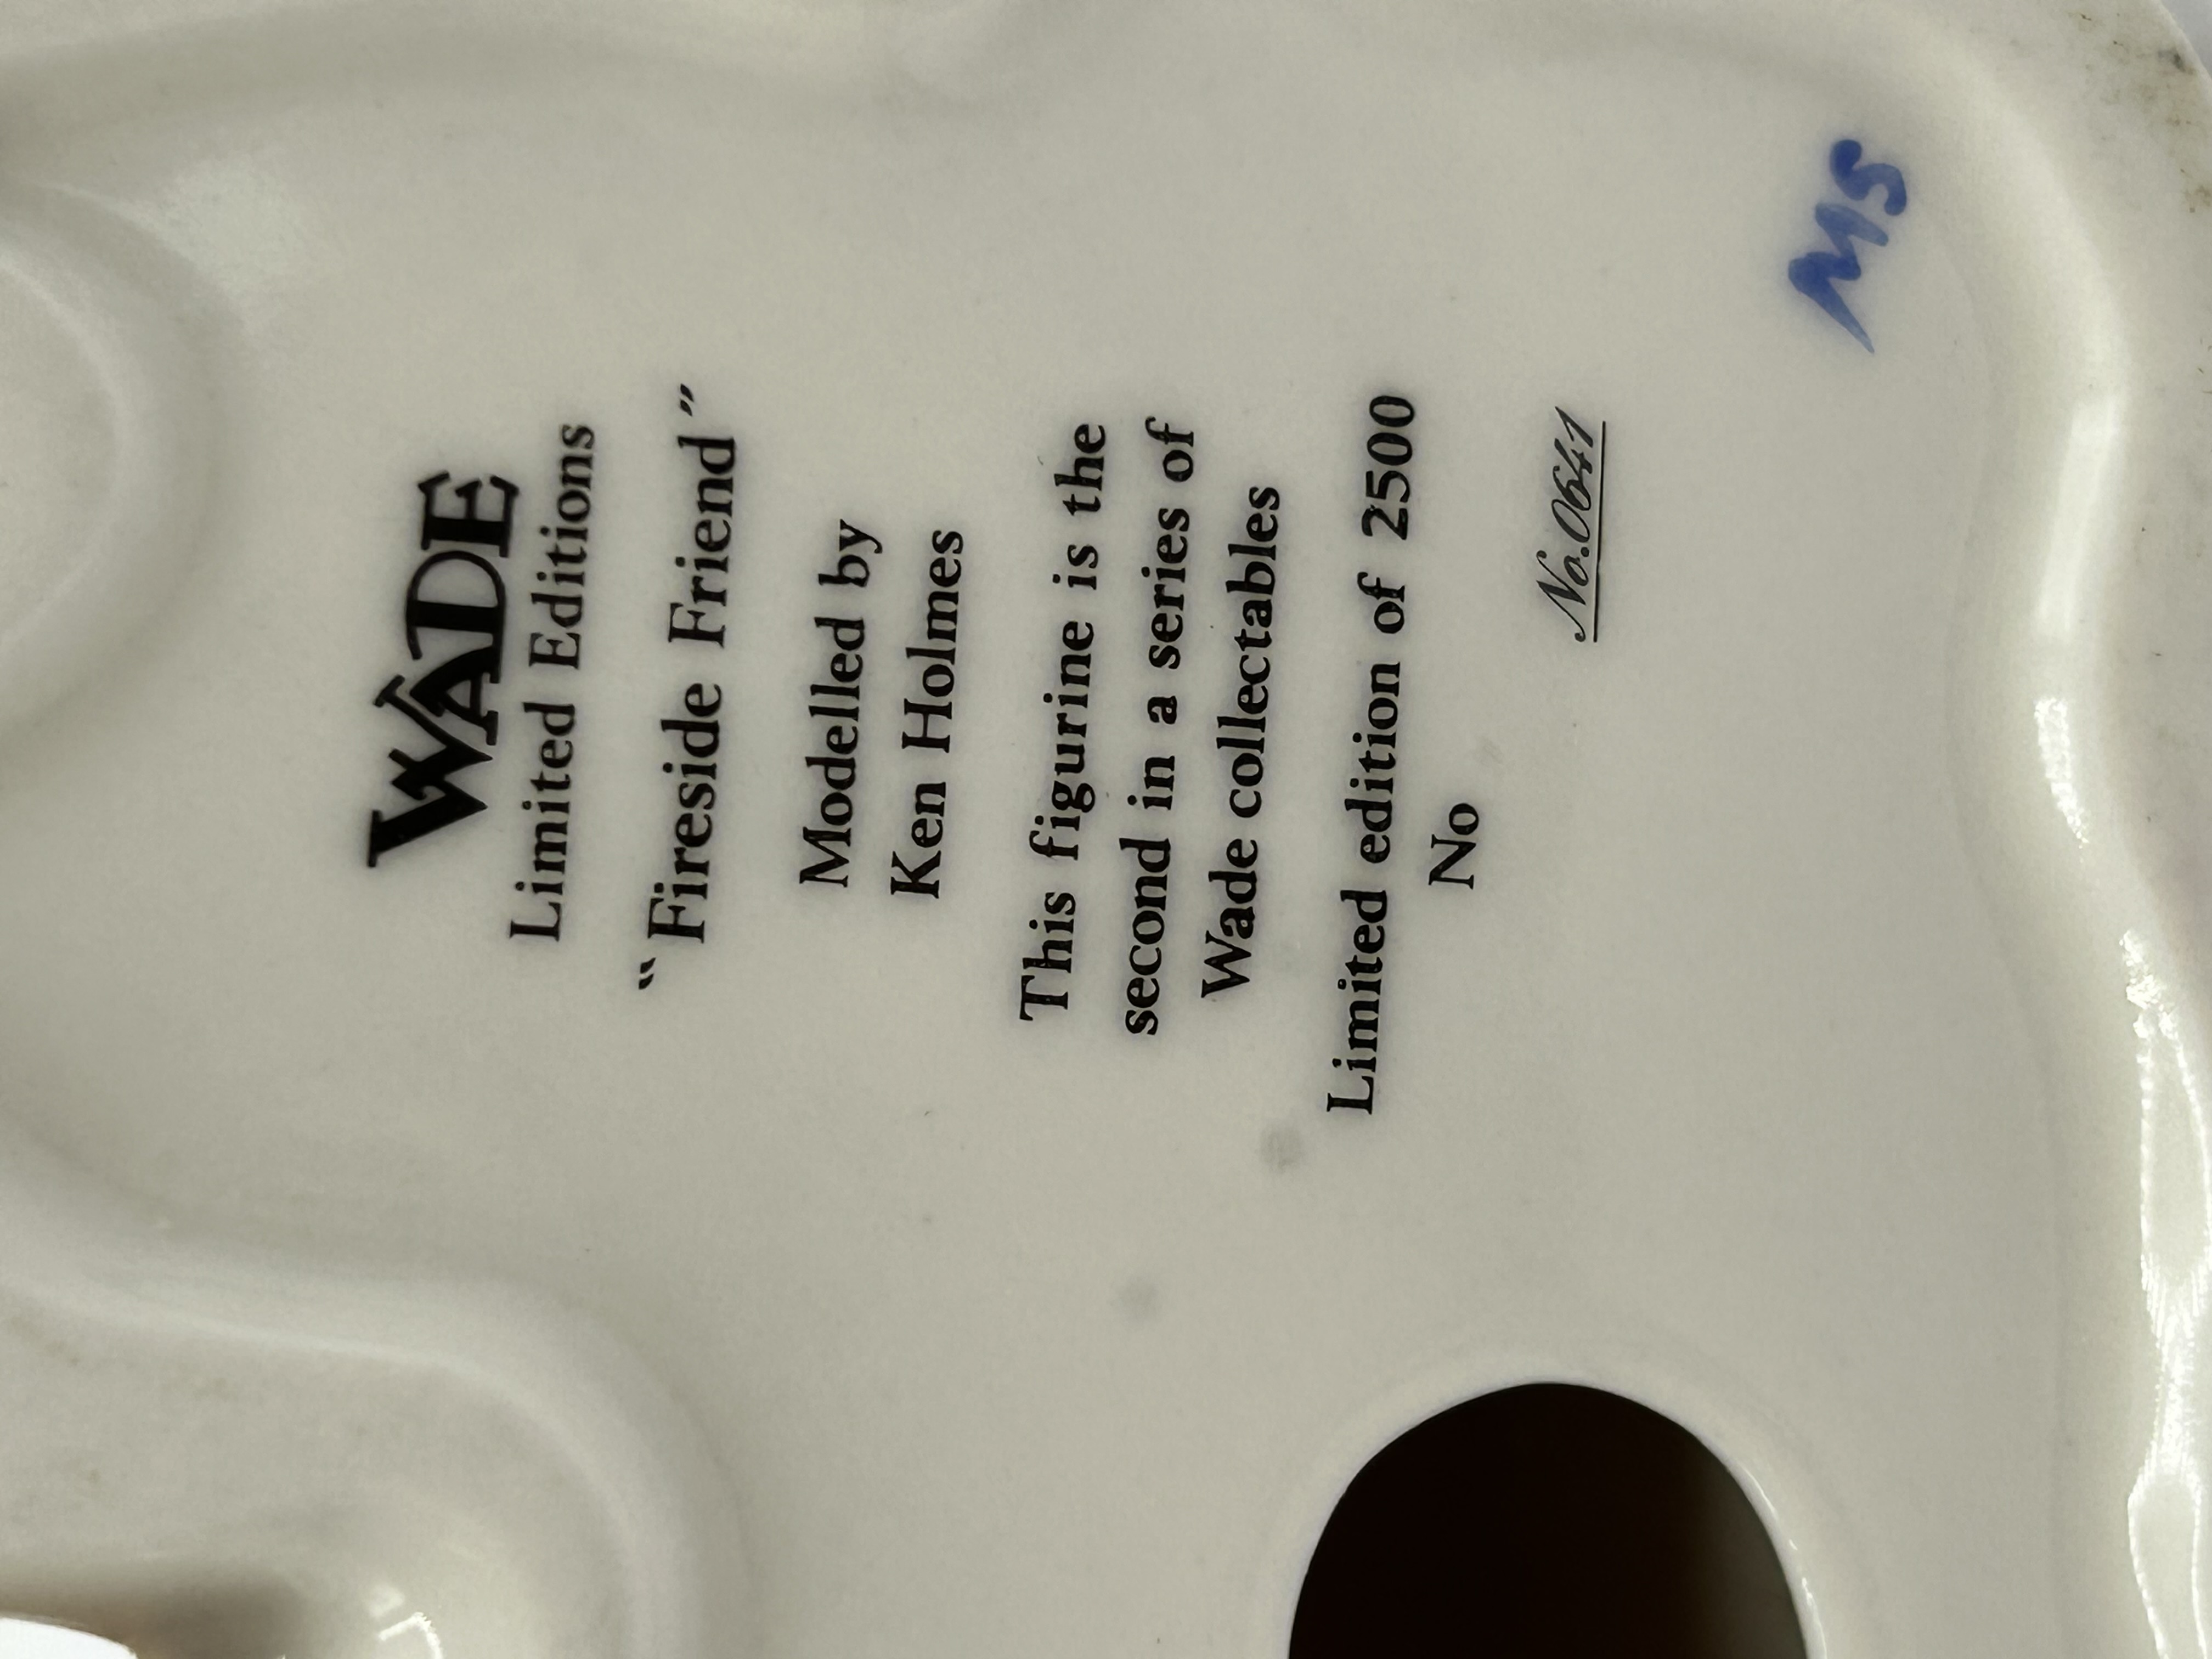 WADE
Limited Editions
“Fireside Friend”
Modelled by
Ken Holmes
This figurine is the
second in a series of
Wade collectables
Limited edition of 2500
No
No.0641
MS